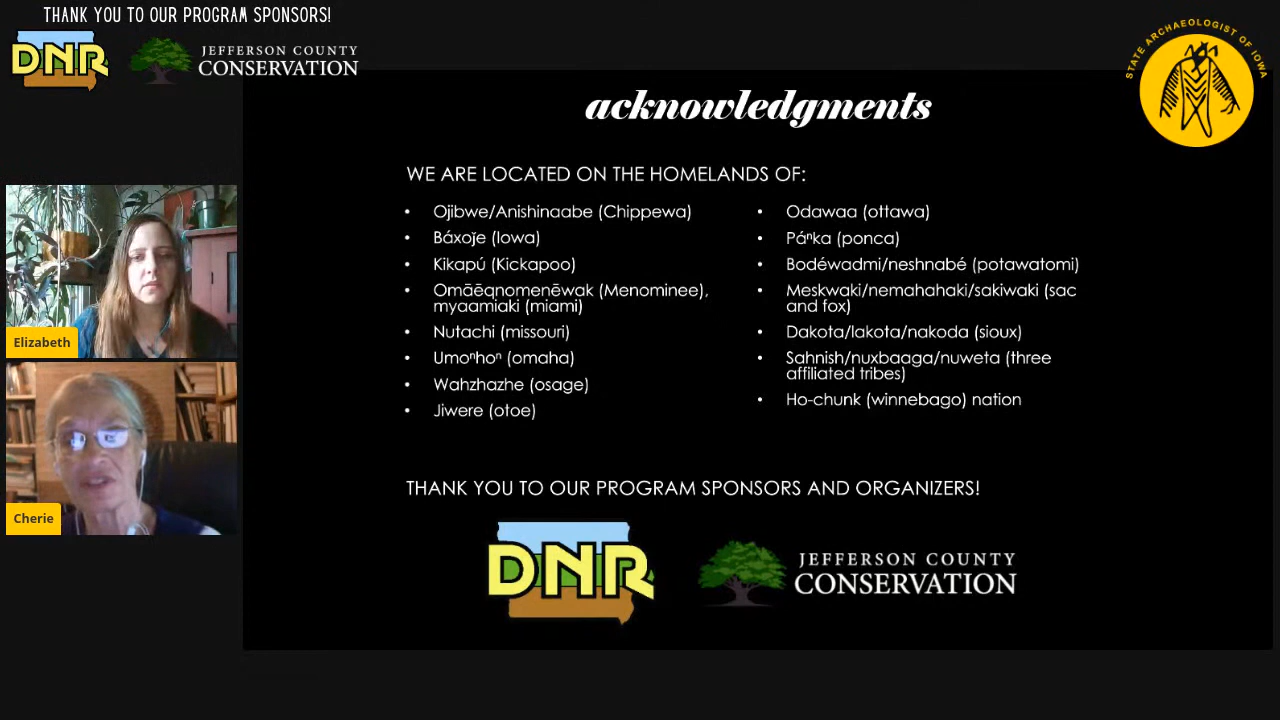 THANK YOU TO OUR PROGRAM SPONSORS!
DNR
JEFFERSON COUNTY
CONSERVATION
STATE ARCHAEOLOGIST OF IOWA
acknowledgments
WE ARE LOCATED ON THE HOMELANDS OF:
• Ojibwe/Anishinaabe (Chippewa)
• Báxoje (Iowa)
• Kikapú (Kickapoo)
• Omāēqnomenēwak (Menominee),
myaamiaki (miami)
• Nutachi (missouri)
• Umoⁿhoⁿ (omaha)
• Wahzhazhe (osage)
• Jiwere (otoe)
• Odawaa (ottawa)
• Páⁿka (ponca)
• Bodéwadmi/neshnabé (potawatomi)
• Meskwaki/nemahahaki/sakiwaki (sac
and fox)
• Dakota/lakota/nakoda (sioux)
• Sahnish/nuxbaaga/nuweta (three
affiliated tribes)
• Ho-chunk (winnebago) nation
THANK YOU TO OUR PROGRAM SPONSORS AND ORGANIZERS!
DNR
JEFFERSON COUNTY
CONSERVATION
Elizabeth
Cherie